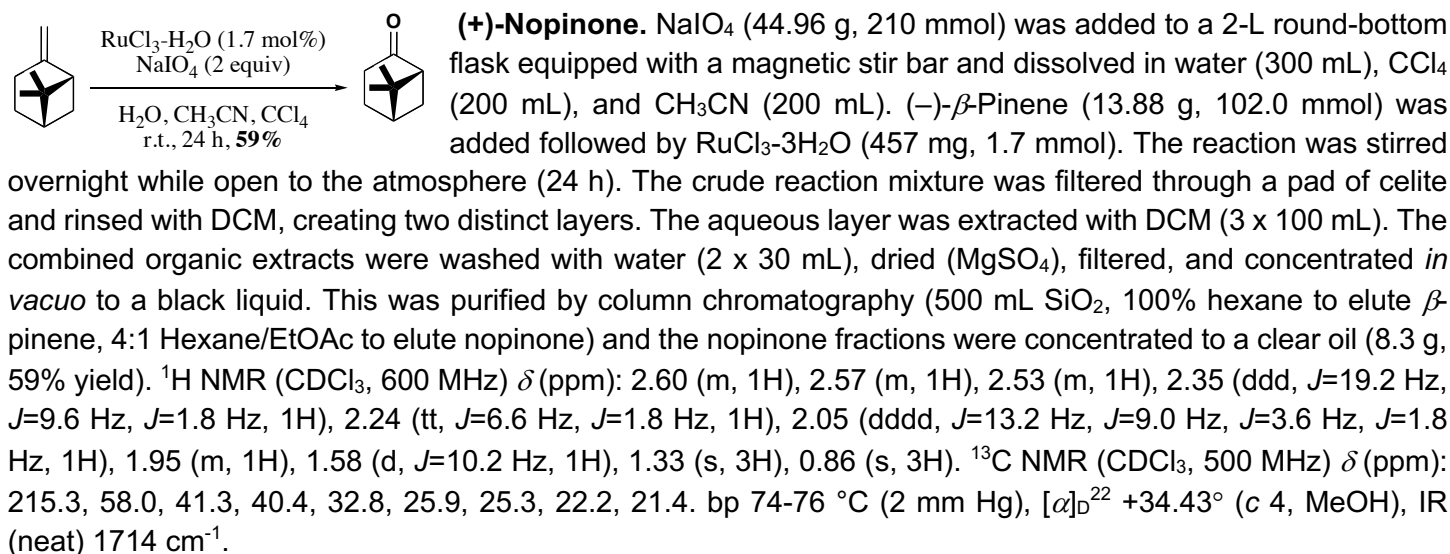 O
RuCl3-H2O (1.7 mol%)
NaIO4 (2 equiv)
H2O, CH3CN, CCl4
r.t., 24 h, 59%
O
(+)-Nopinone. NaIO4 (44.96 g, 210 mmol) was added to a 2-L round-bottom
flask equipped with a magnetic stir bar and dissolved in water (300 mL), CCl4
(200 mL), and CH3CN (200 mL). (–)-β-Pinene (13.88 g, 102.0 mmol) was
added followed by RuCl3-3H2O (457 mg, 1.7 mmol). The reaction was stirred
overnight while open to the atmosphere (24 h). The crude reaction mixture was filtered through a pad of celite
and rinsed with DCM, creating two distinct layers. The aqueous layer was extracted with DCM (3 x 100 mL). The
combined organic extracts were washed with water (2 x 30 mL), dried (MgSO4), filtered, and concentrated in
vacuo to a black liquid. This was purified by column chromatography (500 mL SiO2, 100% hexane to elute β-
pinene, 4:1 Hexane/EtOAc to elute nopinone) and the nopinone fractions were concentrated to a clear oil (8.3 g,
59% yield). 1H NMR (CDCl3, 600 MHz) δ (ppm): 2.60 (m, 1H), 2.57 (m, 1H), 2.53 (m, 1H), 2.35 (ddd, J=19.2 Hz,
J=9.6 Hz, J=1.8 Hz, 1H), 2.24 (tt, J=6.6 Hz, J=1.8 Hz, 1H), 2.05 (dddd, J=13.2 Hz, J=9.0 Hz, J=3.6 Hz, J=1.8
Hz, 1H), 1.95 (m, 1H), 1.58 (d, J=10.2 Hz, 1H), 1.33 (s, 3H), 0.86 (s, 3H). 13C NMR (CDCl3, 500 MHz) δ (ppm):
215.3, 58.0, 41.3, 40.4, 32.8, 25.9, 25.3, 22.2, 21.4. bp 74-76 °C (2 mm Hg), [α]D22 +34.43° (c 4, MeOH), IR
(neat) 1714 cm-1.